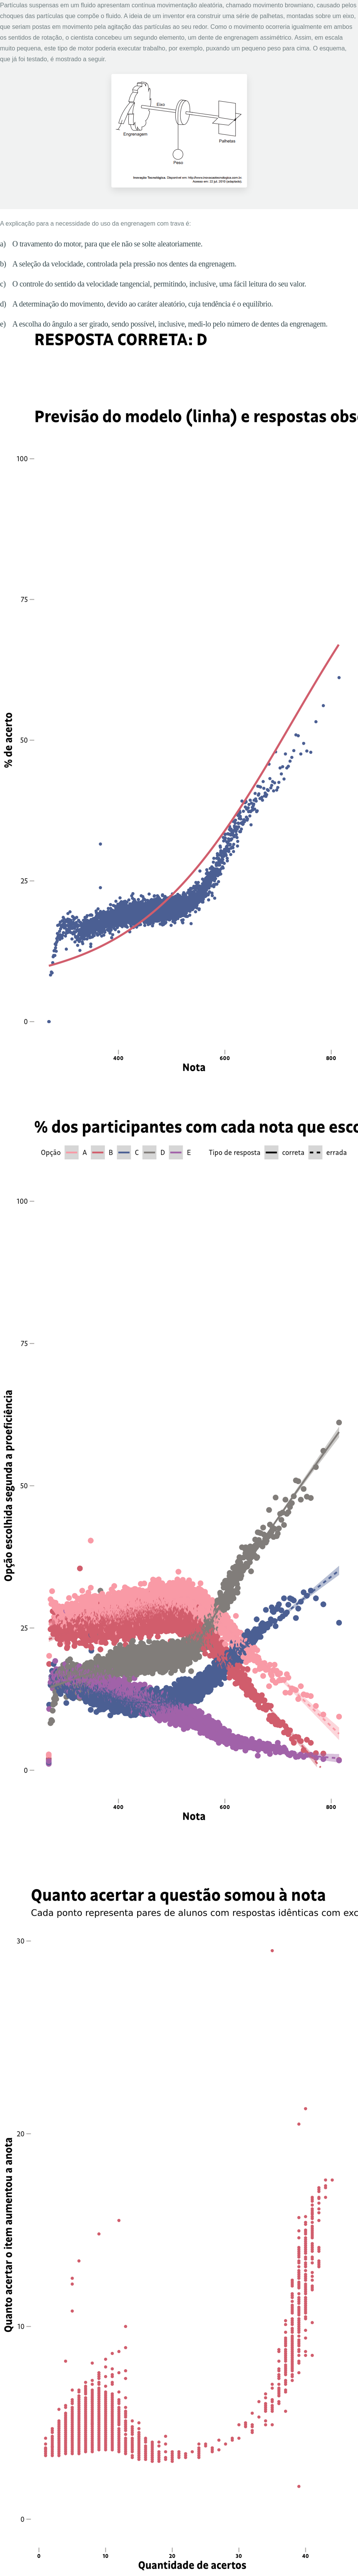 Partículas suspensas em um fluido apresentam contínua movimentação aleatória, chamado movimento browniano, causado pelos
choques das partículas que compõe o fluido. A ideia de um inventor era construir uma série de palhetas, montadas sobre um eixo,
que seriam postas em movimento pela agitação das partículas ao seu redor. Como o movimento ocorreria igualmente em ambos
os sentidos de rotação, o cientista concebeu um segundo elemento, um dente de engrenagem assimétrico. Assim, em escala
muito pequena, este tipo de motor poderia executar trabalho, por exemplo, puxando um pequeno peso para cima. O esquema,
que já foi testado, é mostrado a seguir.
Eixo
Engrenagem
Palhetas
Peso
Inovação Tecnológica. Disponível em: http://www.inovacaotecnologica.com.br.
Acesso em: 22 jul. 2010 (adaptado).
A explicação para a necessidade do uso da engrenagem com trava é:
a) O travamento do motor, para que ele não se solte aleatoriamente.
b) A seleção da velocidade, controlada pela pressão nos dentes da engrenagem.
c) O controle do sentido da velocidade tangencial, permitindo, inclusive, uma fácil leitura do seu valor.
d) A determinação do movimento, devido ao caráter aleatório, cuja tendência é o equilíbrio.
e) A escolha do ângulo a ser girado, sendo possível, inclusive, medi-lo pelo número de dentes da engrenagem.
RESPOSTA CORRETA: D
Previsão do modelo (linha) e respostas obs
100
75
50
25
0
% de acerto
400 600 800
Nota
% dos participantes com cada nota que esco
Opção A B C D E Tipo de resposta correta errada
100
75
50
25
0
Opção escolhida segunda a proeficiência
400 600 800
Nota
Quanto acertar a questão somou à nota
Cada ponto representa pares de alunos com respostas idênticas com exc
30
20
10
0
Quanto acertar o item aumentou a anota
0 10 20 30 40
Quantidade de acertos